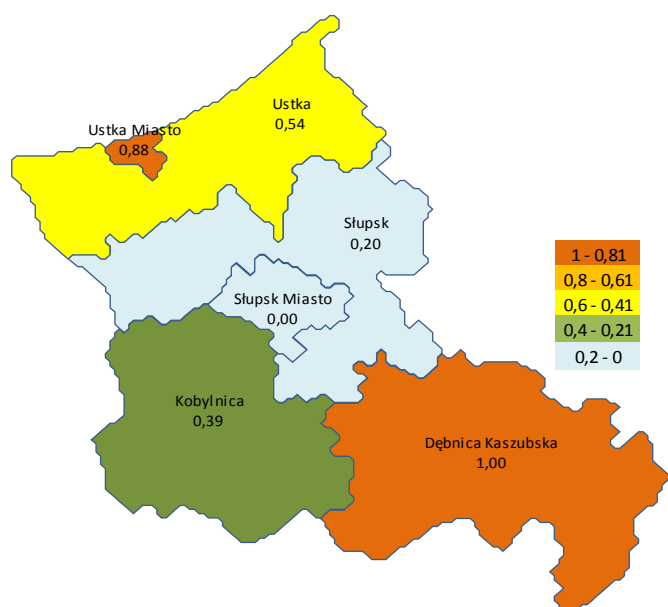 Ustka
0,54
Ustka Miasto
0,88
Słupsk
0,20
Słupsk Miasto
0,00
Kobylnica
0,39
Dębnica Kaszubska
1,00
1 - 0,81
0,8 - 0,61
0,6 - 0,41
0,4 - 0,21
0,2 - 0